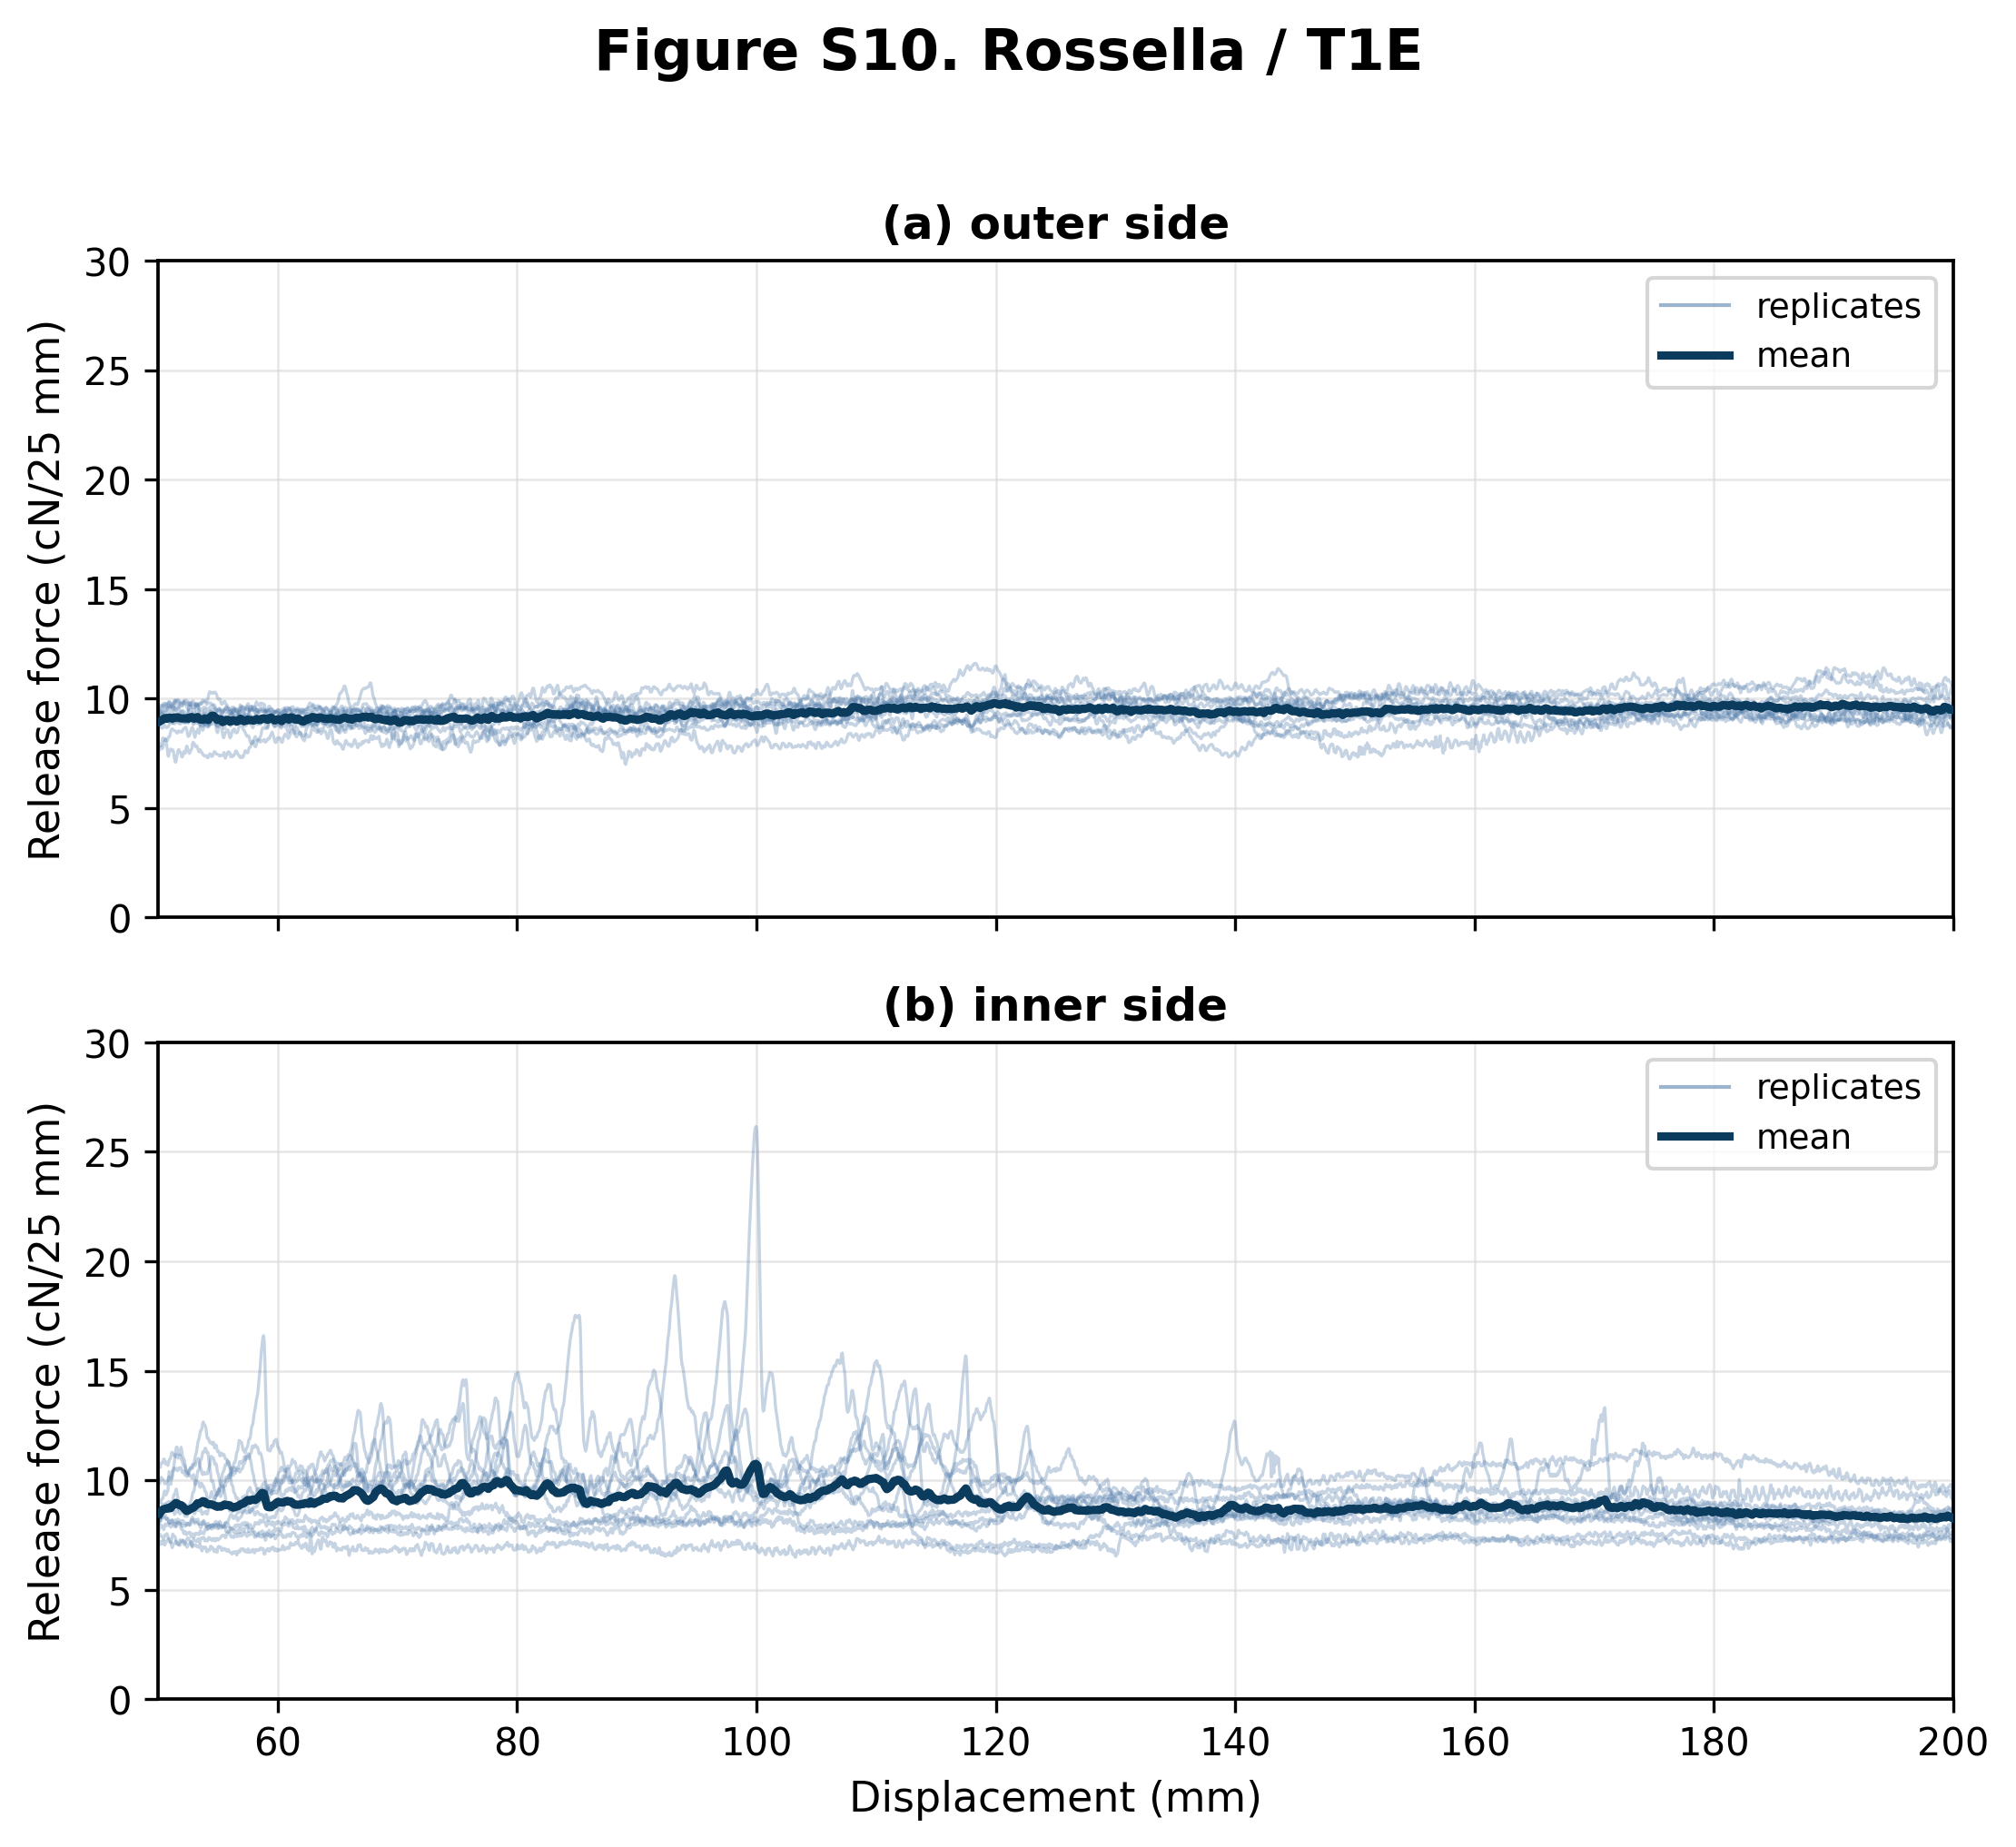 Figure S10. Rossella / T1E
(a) outer side
Release force (cN/25 mm)
30
25
20
15
10
5
0
replicates
mean
(b) inner side
Release force (cN/25 mm)
30
25
20
15
10
5
0
replicates
mean
60 80 100 120 140 160 180 200
Displacement (mm)